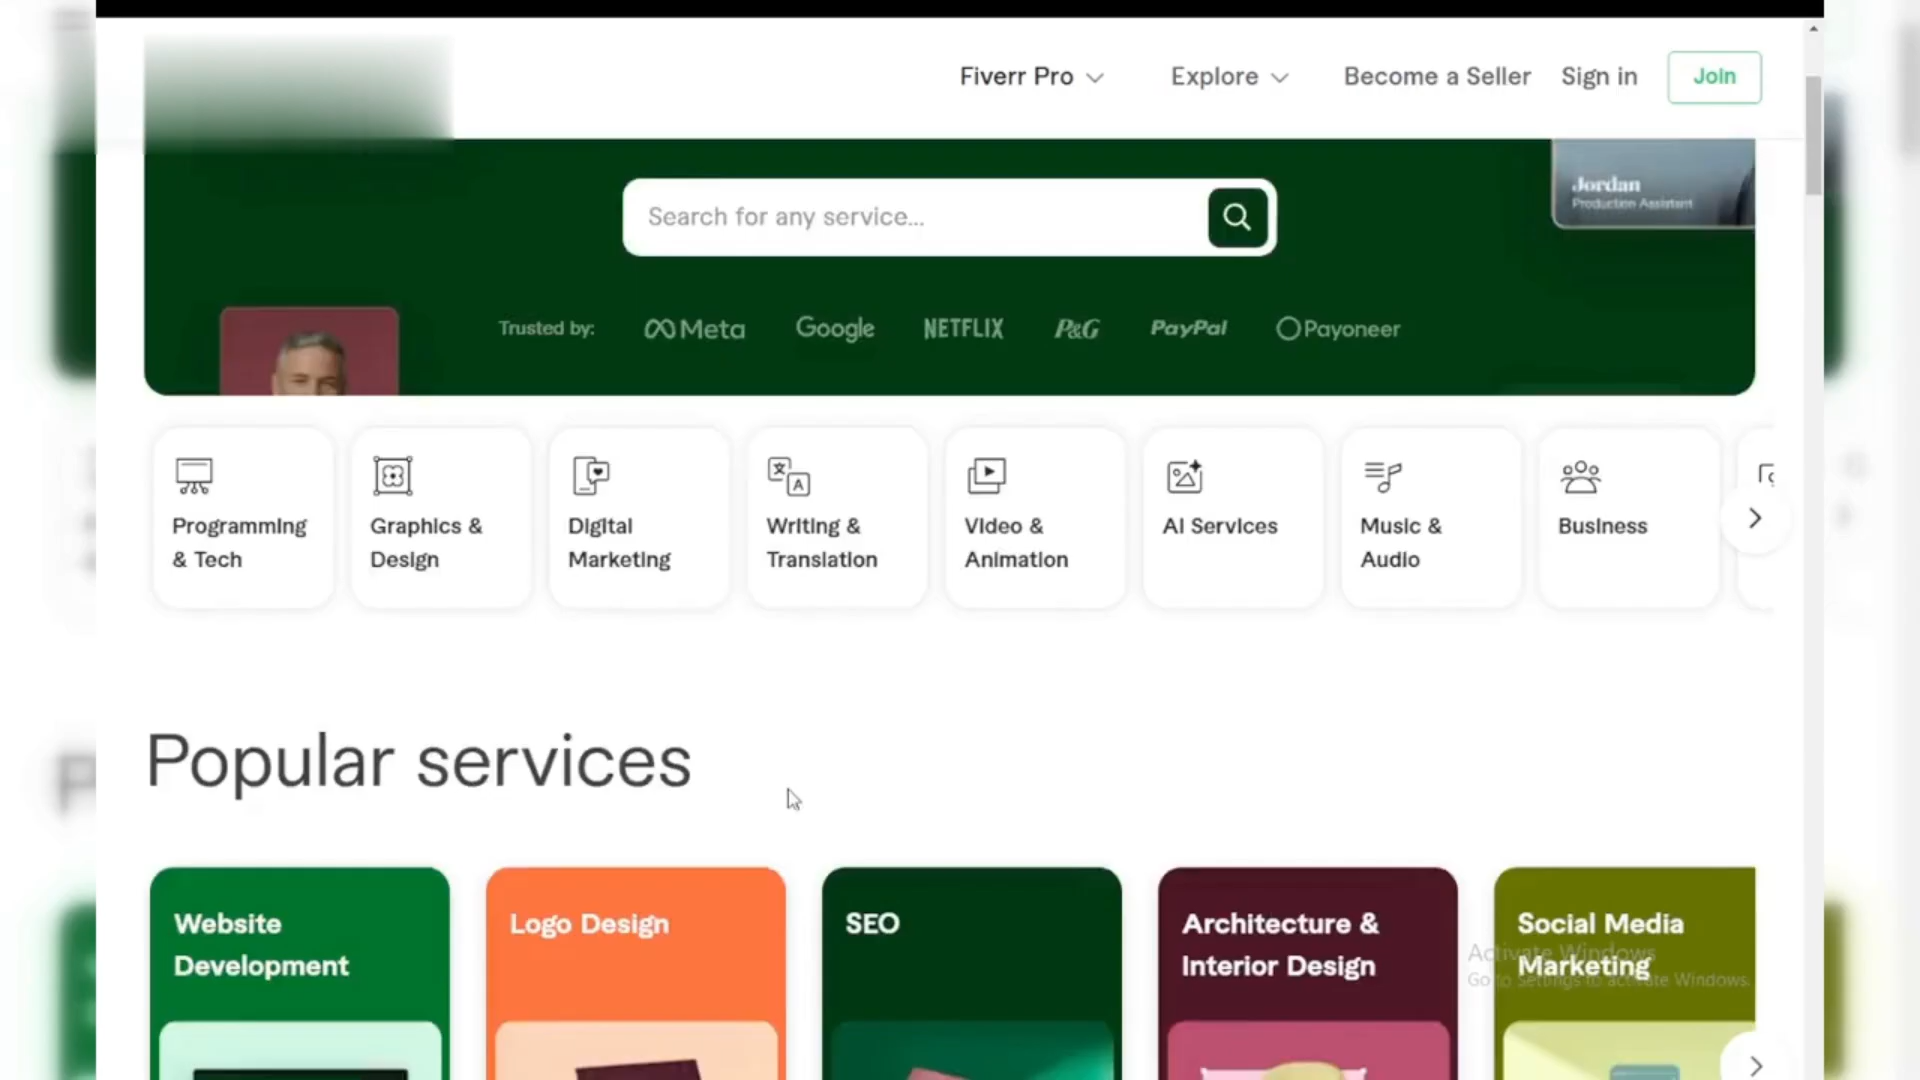 Fiverr Pro
Explore
Become a Seller
Sign in
Join
Jordan
Production Assistant
Search for any service...
Trusted by:
Meta
Google
NETFLIX
P&G
PayPal
Payoneer
Programming
& Tech
Graphics &
Design
Digital
Marketing
Writing &
Translation
Video &
Animation
AI Services
Music &
Audio
Business
Popular services
Website
Development
Logo Design
SEO
Architecture &
Interior Design
Social Media
Marketing
Activate Windows
Go to Settings to activate Windows.